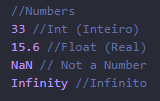 //Numbers
33 //Int (Inteiro)
15.6 //Float (Real)
NaN // Not a Number
Infinity //Infinito